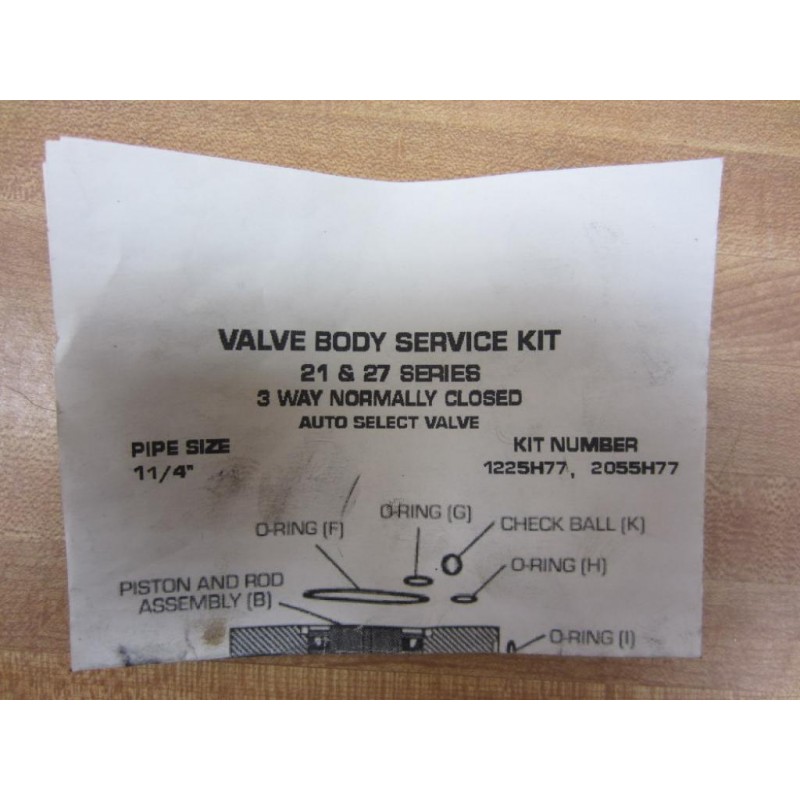 VALVE BODY SERVICE KIT
21 & 27 SERIES
3 WAY NORMALLY CLOSED
AUTO SELECT VALVE
PIPE SIZE
1 1/4"
KIT NUMBER
1225H77, 2055H77
O-RING (F)
O-RING (G)
CHECK BALL (K)
O-RING (H)
PISTON AND ROD
ASSEMBLY (B)
O-RING (I)